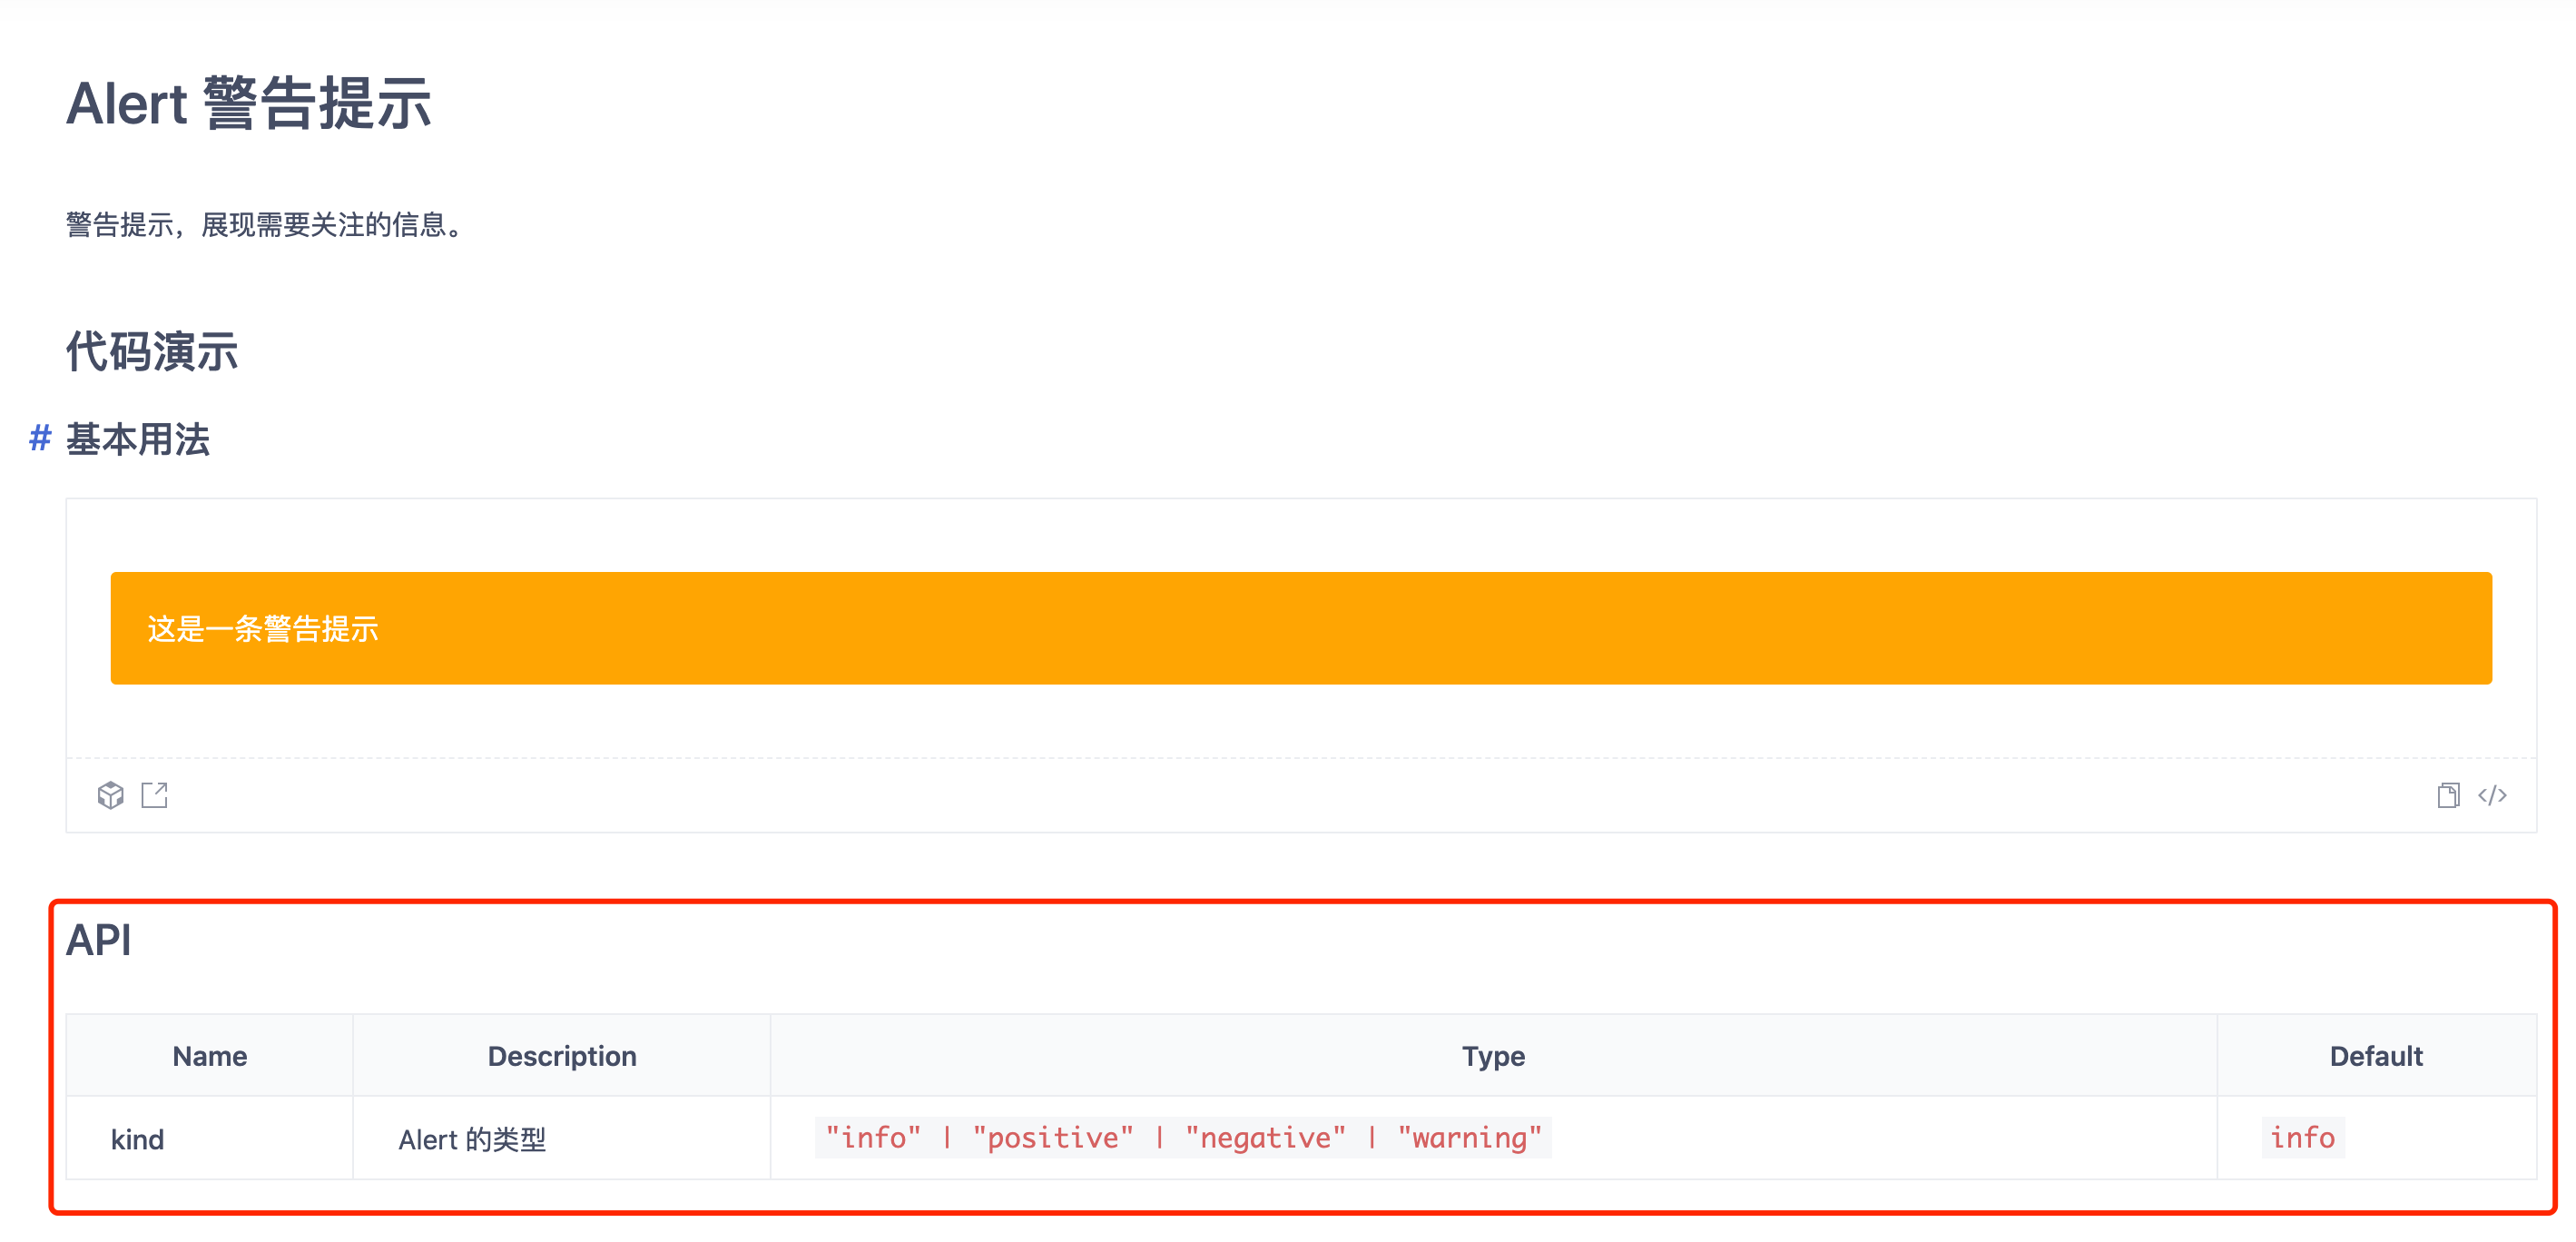 Alert 警告提示
警告提示，展现需要关注的信息。
代码演示
# 基本用法
这是一条警告提示
</>
API
Name Description Type Default
kind Alert 的类型 "info" | "positive" | "negative" | "warning" info